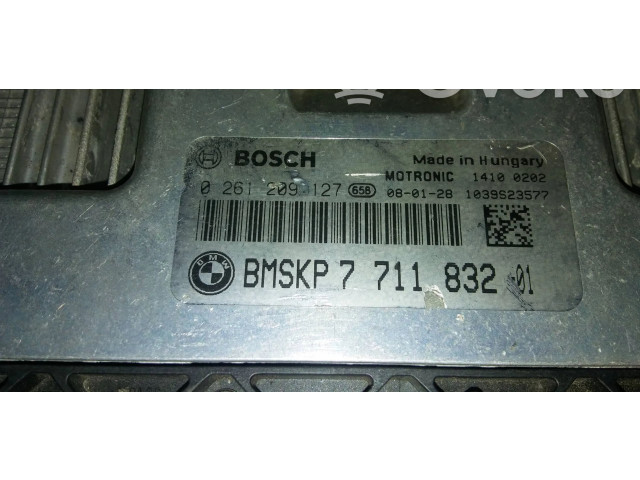 BOSCH Made in Hungary
MOTRONIC 1410 0202
0 261 209 127 658 08-01-28 1039S23577
BMW BMSKP 7 711 832 01